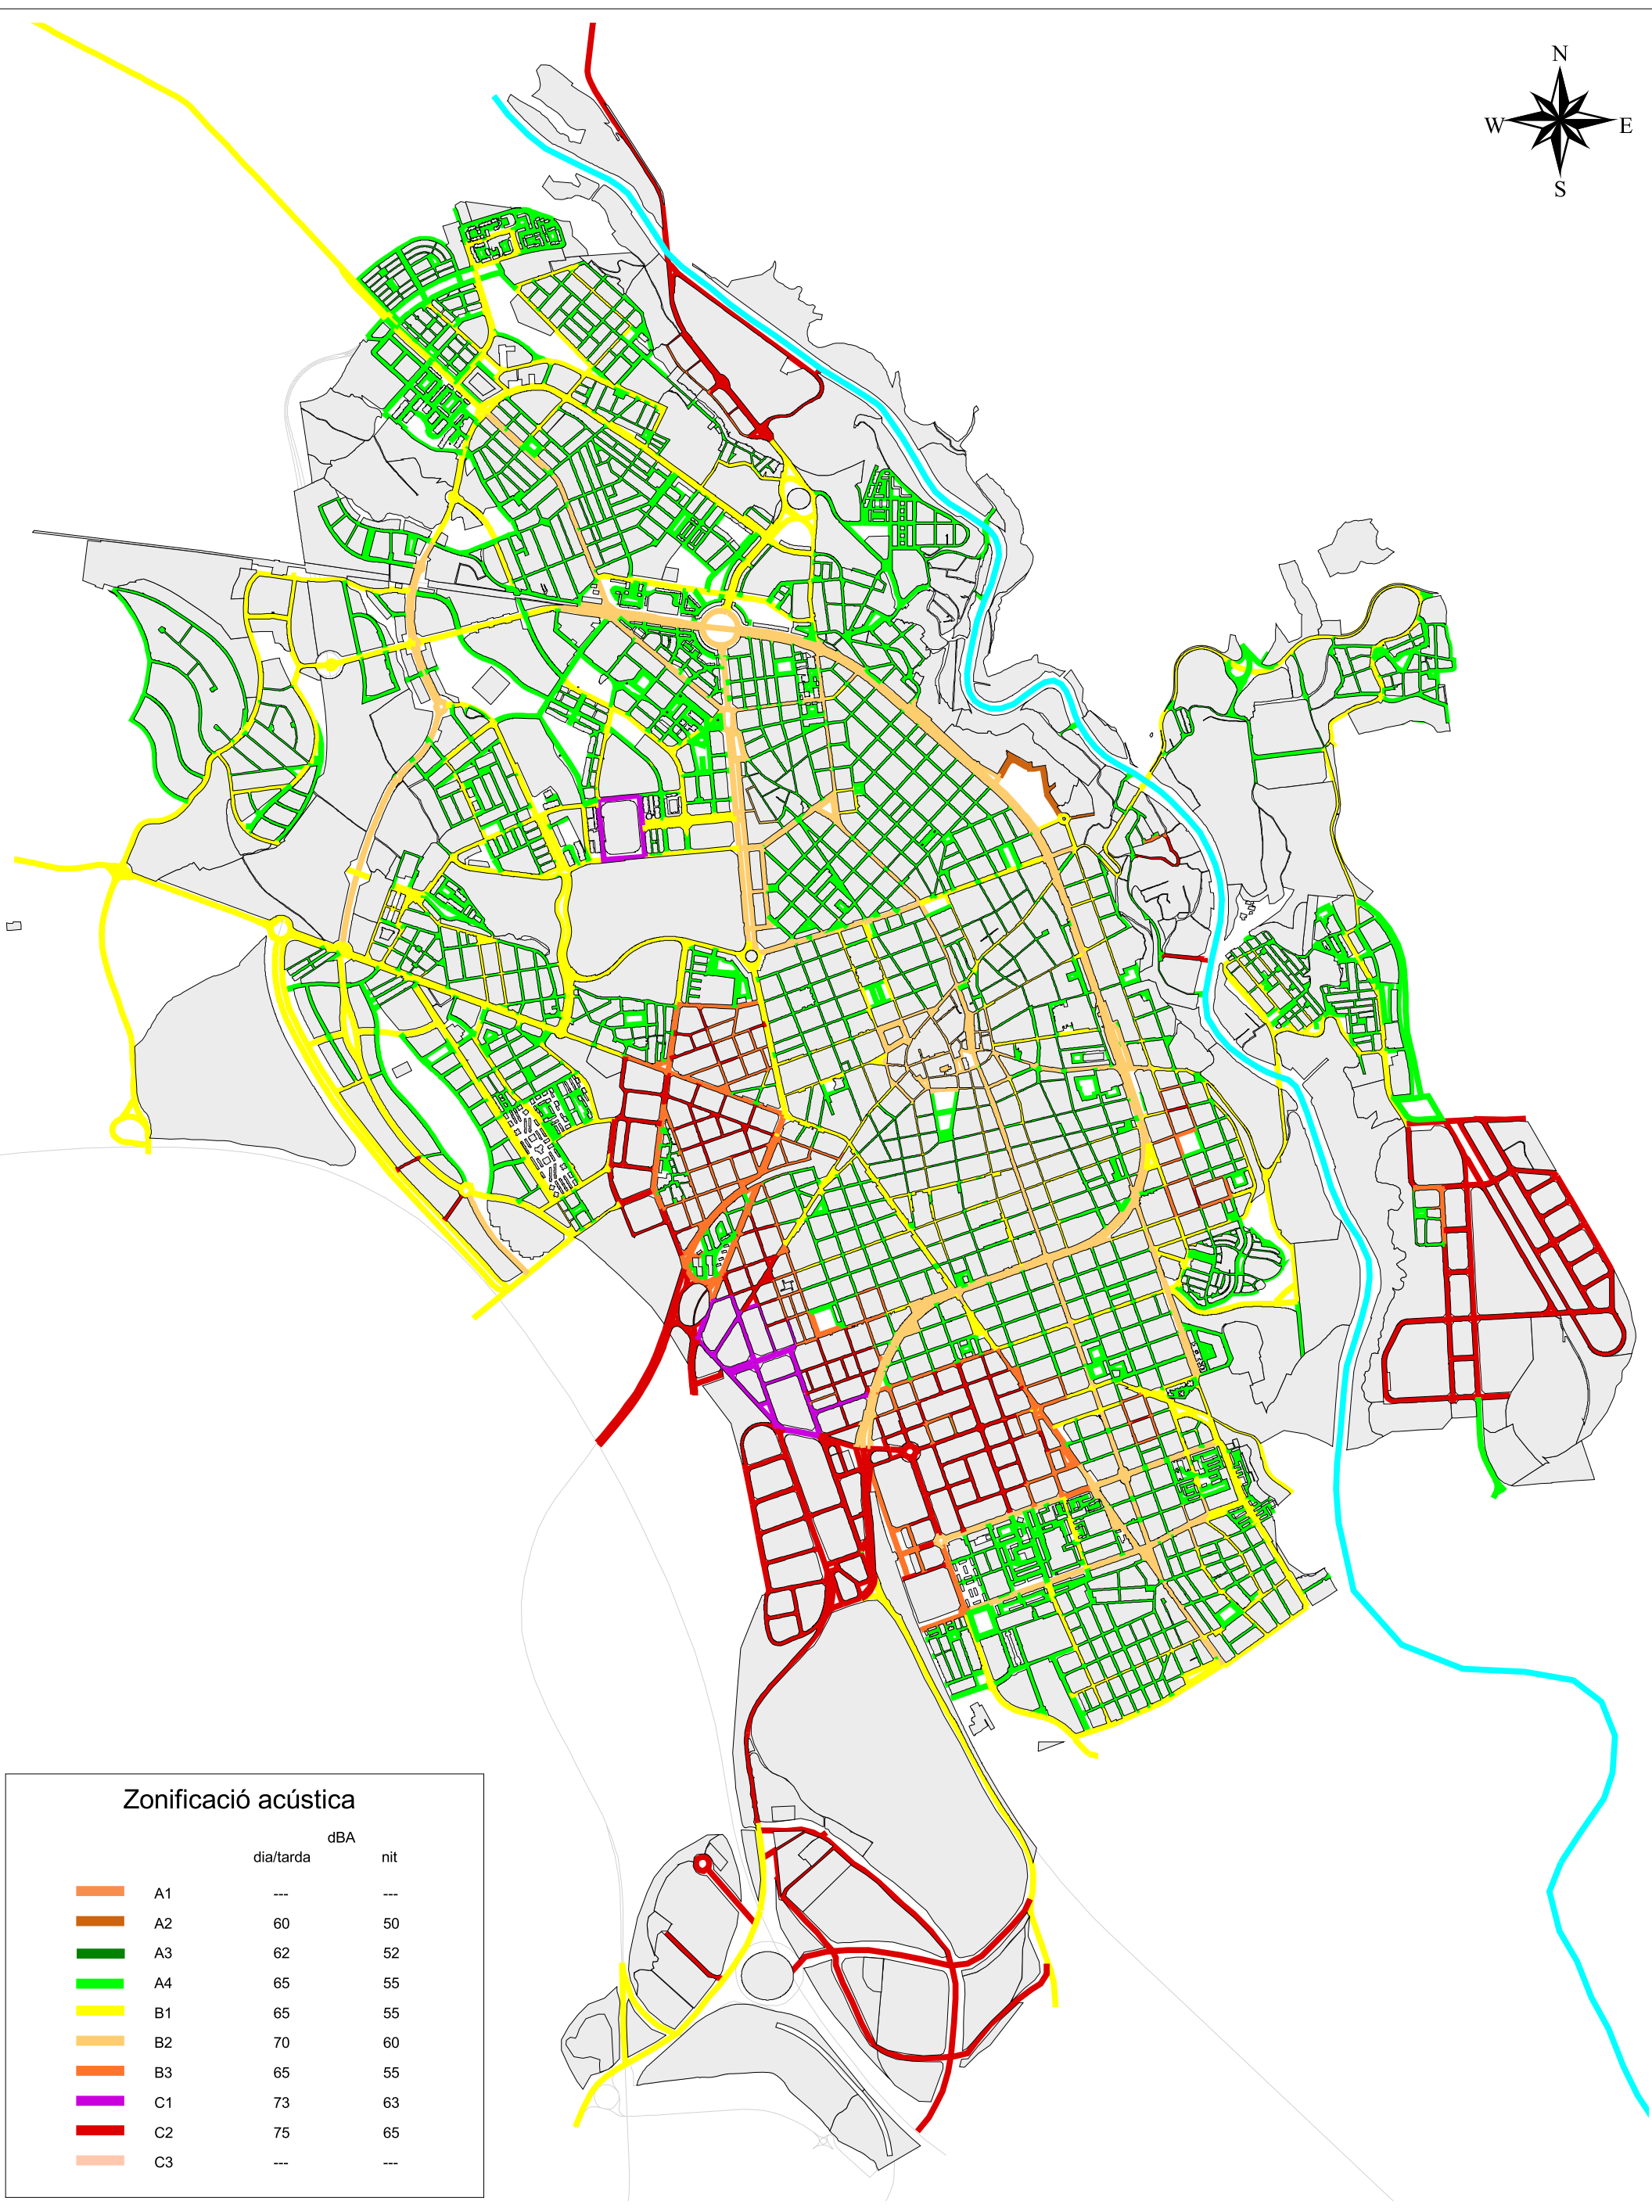 N
W E
S
Zonificació acústica
dBA
dia/tarda nit
A1 --- ---
A2 60 50
A3 62 52
A4 65 55
B1 65 55
B2 70 60
B3 65 55
C1 73 63
C2 75 65
C3 --- ---